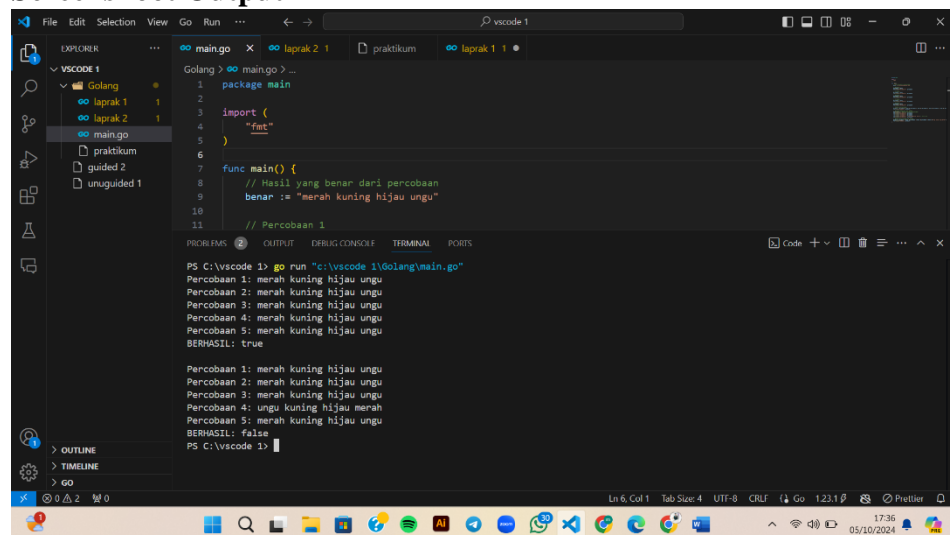 File Edit Selection View Go Run ... vscode 1
EXPLORER ... main.go laprak 2 1 praktikum laprak 1 1
VSCODE 1
Golang
laprak 1 1
laprak 2 1
main.go
praktikum
guided 2
unuguided 1
Golang > main.go > ...
1 package main
2
3 import (
4 "fmt"
5 )
6
7 func main() {
8 // Hasil yang benar dari percobaan
9 benar := "merah kuning hijau ungu"
10
11 // Percobaan 1
PROBLEMS 2 OUTPUT DEBUG CONSOLE TERMINAL PORTS Code
PS C:\vscode 1> go run "c:\vscode 1\Golang\main.go"
Percobaan 1: merah kuning hijau ungu
Percobaan 2: merah kuning hijau ungu
Percobaan 3: merah kuning hijau ungu
Percobaan 4: merah kuning hijau ungu
Percobaan 5: merah kuning hijau ungu
BERHASIL: true
Percobaan 1: merah kuning hijau ungu
Percobaan 2: merah kuning hijau ungu
Percobaan 3: merah kuning hijau ungu
Percobaan 4: ungu kuning hijau merah
Percobaan 5: merah kuning hijau ungu
BERHASIL: false
PS C:\vscode 1>
OUTLINE
TIMELINE
GO
0 2 0 Ln 6, Col 1 Tab Size: 4 UTF-8 CRLF Go 1.23.1 Prettier
17:36
05/10/2024